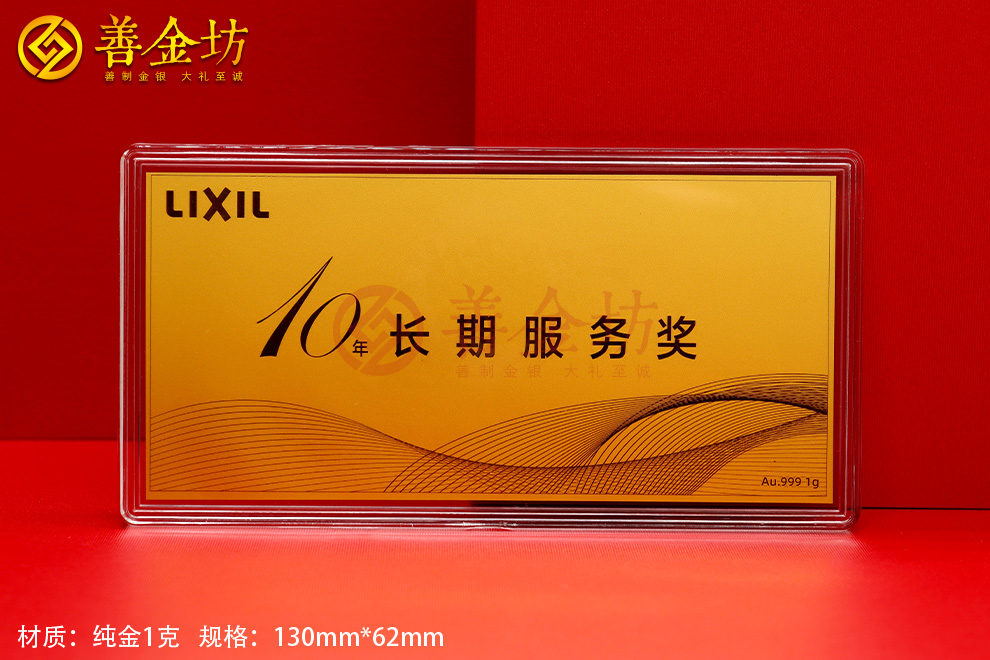 善金坊
善制金银 大礼至诚
LIXIL
10年 长期服务奖
善金坊
善制金银 大礼至诚
Au.999 1g
材质：纯金1克 规格：130mm*62mm